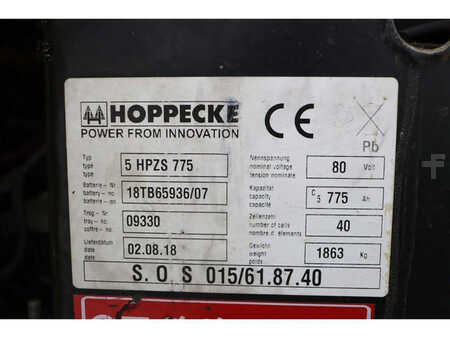 HOPPECKE
POWER FROM INNOVATION
CE
Pb
Typ
type
type
5 HPZS 775
Batterie - Nr
battery - no.
batterie - no.
18TB65936/07
Trog - Nr
tray - no.
coffre - no.
09330
Lieferdatum
date
date
02.08.18
Nennspannung
nominal voltage
tension nominale
80 Volt
Kapazität
capacity
capacité
C5 775 Ah
Zellenzahl
number of cells
nombre d. elements
40
Gewicht
weight
poids
1863 Kg
S.O.S 015/61.87.40